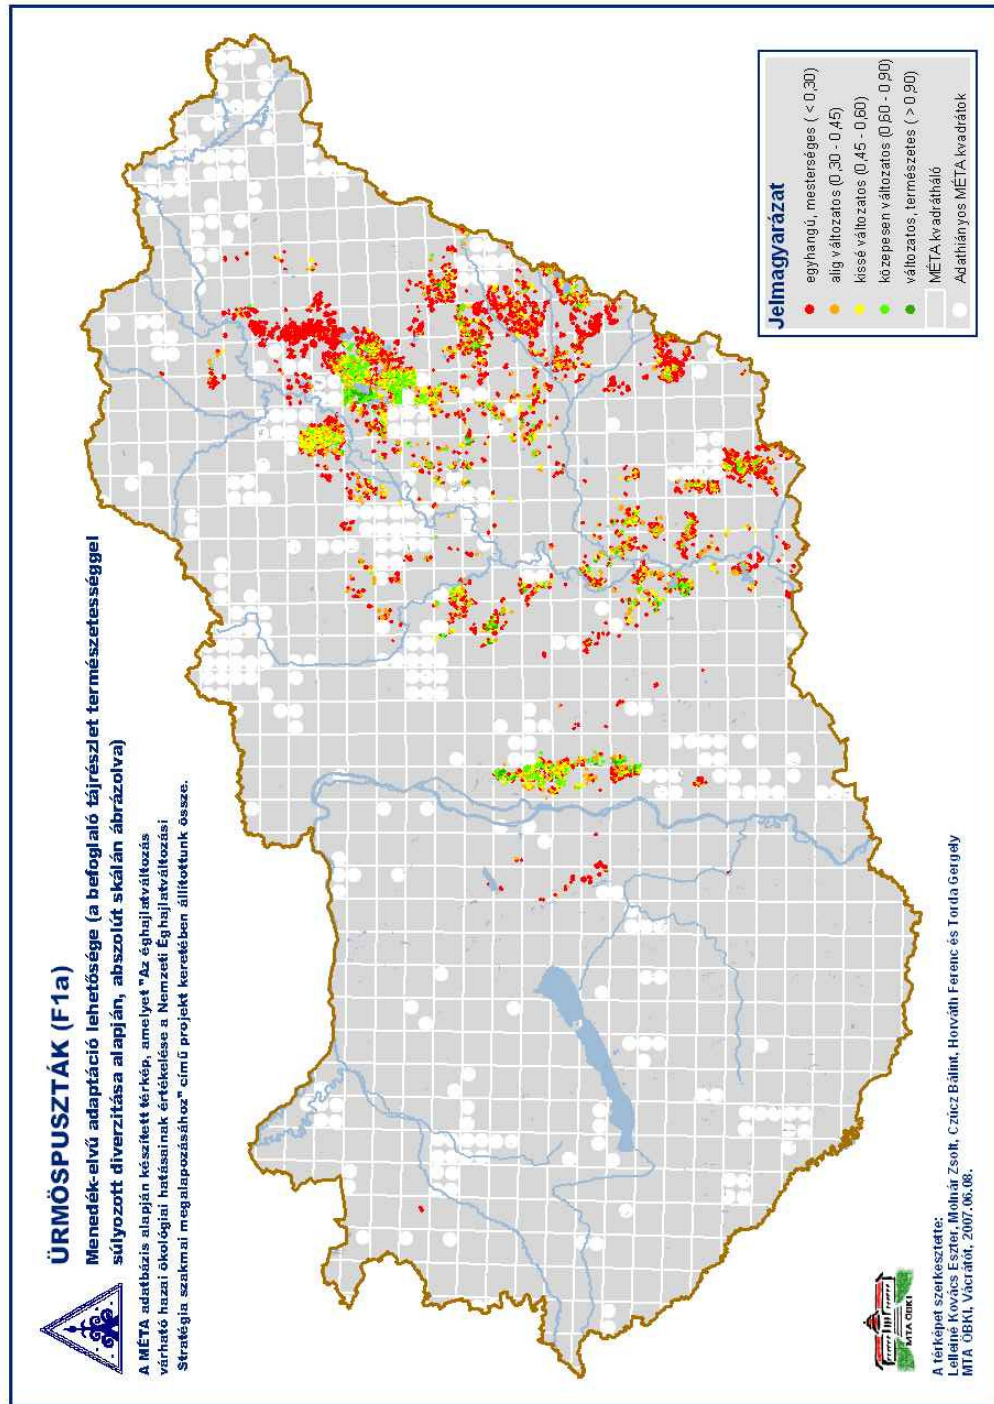 ÜRMÖSPUSZTÁK (F1a)
Menedék-elvű adaptáció lehetősége (a befoglaló tájrészlet természetességgel
súlyozott diverzitása alapján, abszolút skálán ábrázolva)
A MÉTA adatbázis alapján készített térkép, amelyet "Az éghajlatváltozás
várható hazai ökológiai hatásainak értékelése a Nemzeti Éghajlatváltozási
Stratégia szakmai megalapozásához" című projekt keretében állítottunk össze.
Jelmagyarázat
egyhangú, mesterséges ( < 0,30)
alig változatos (0,30 - 0,45)
kissé változatos (0,45 - 0,60)
közepesen változatos (0,60 - 0,90)
változatos, természetes ( > 0,90)
MÉTA kvadrátháló
Adathiányos MÉTA kvadrátok
MTA ÖBKI
A térképet szerkesztette:
Lelleiné Kovács Eszter, Molnár Zsolt, Czúcz Bálint, Horváth Ferenc és Torda Gergely
MTA ÖBKI, Vácrátót, 2007.06.08.